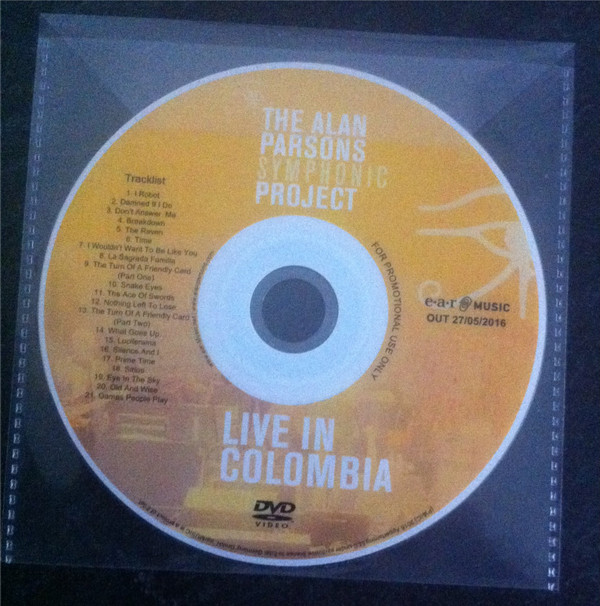 THE ALAN
PARSONS
SYMPHONIC
PROJECT
Tracklist
1. I Robot
2. Damned If I Do
3. Don't Answer Me
4. Breakdown
5. The Raven
6. Time
7. I Wouldn't Want To Be Like You
8. La Sagrada Familia
9. The Turn Of A Friendly Card
(Part One)
10. Snake Eyes
11. The Ace Of Swords
12. Nothing Left To Lose
13. The Turn Of A Friendly Card
(Part Two)
14. What Goes Up
15. Luciferama
16. Silence And I
17. Prime Time
18. Sirius
19. Eye In The Sky
20. Old And Wise
21. Games People Play
FOR PROMOTIONAL USE ONLY
e·a·r MUSIC
OUT 27/05/2016
LIVE IN
COLOMBIA
DVD
VIDEO